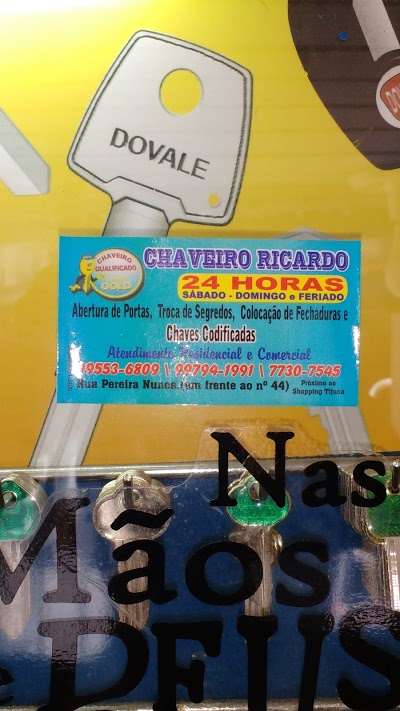 DOVALE
CHAVEIRO
QUALIFICADO
GOLD
CHAVEIRO RICARDO
24 HORAS
SÁBADO - DOMINGO e FERIADO
Abertura de Portas, Troca de Segredos, Colocação de Fechaduras e
Chaves Codificadas
Atendimento Residencial e Comercial
99553-6809 \ 99794-1991 \ 7730-7545
Rua Pereira Nunes (em frente ao nº 44) Próximo ao
Shopping Tijuca
Nas
Mãos
DEUS